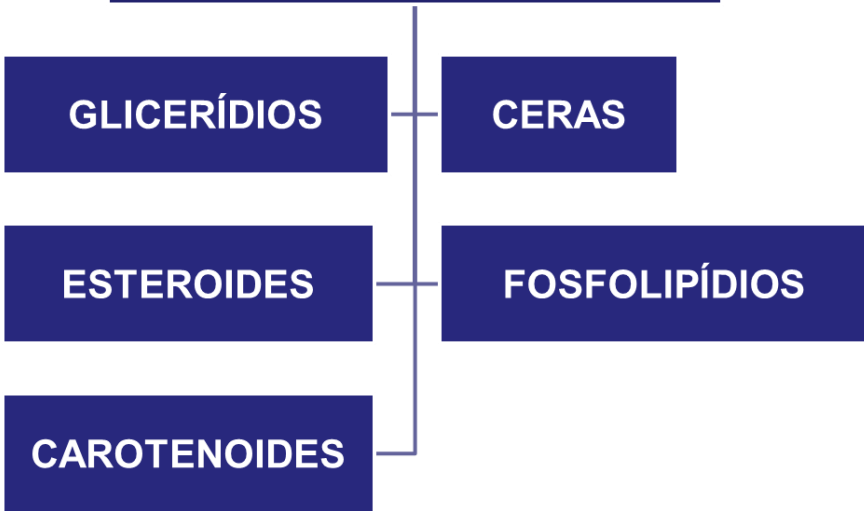 GLICERÍDIOS
CERAS
ESTEROIDES
FOSFOLIPÍDIOS
CAROTENOIDES